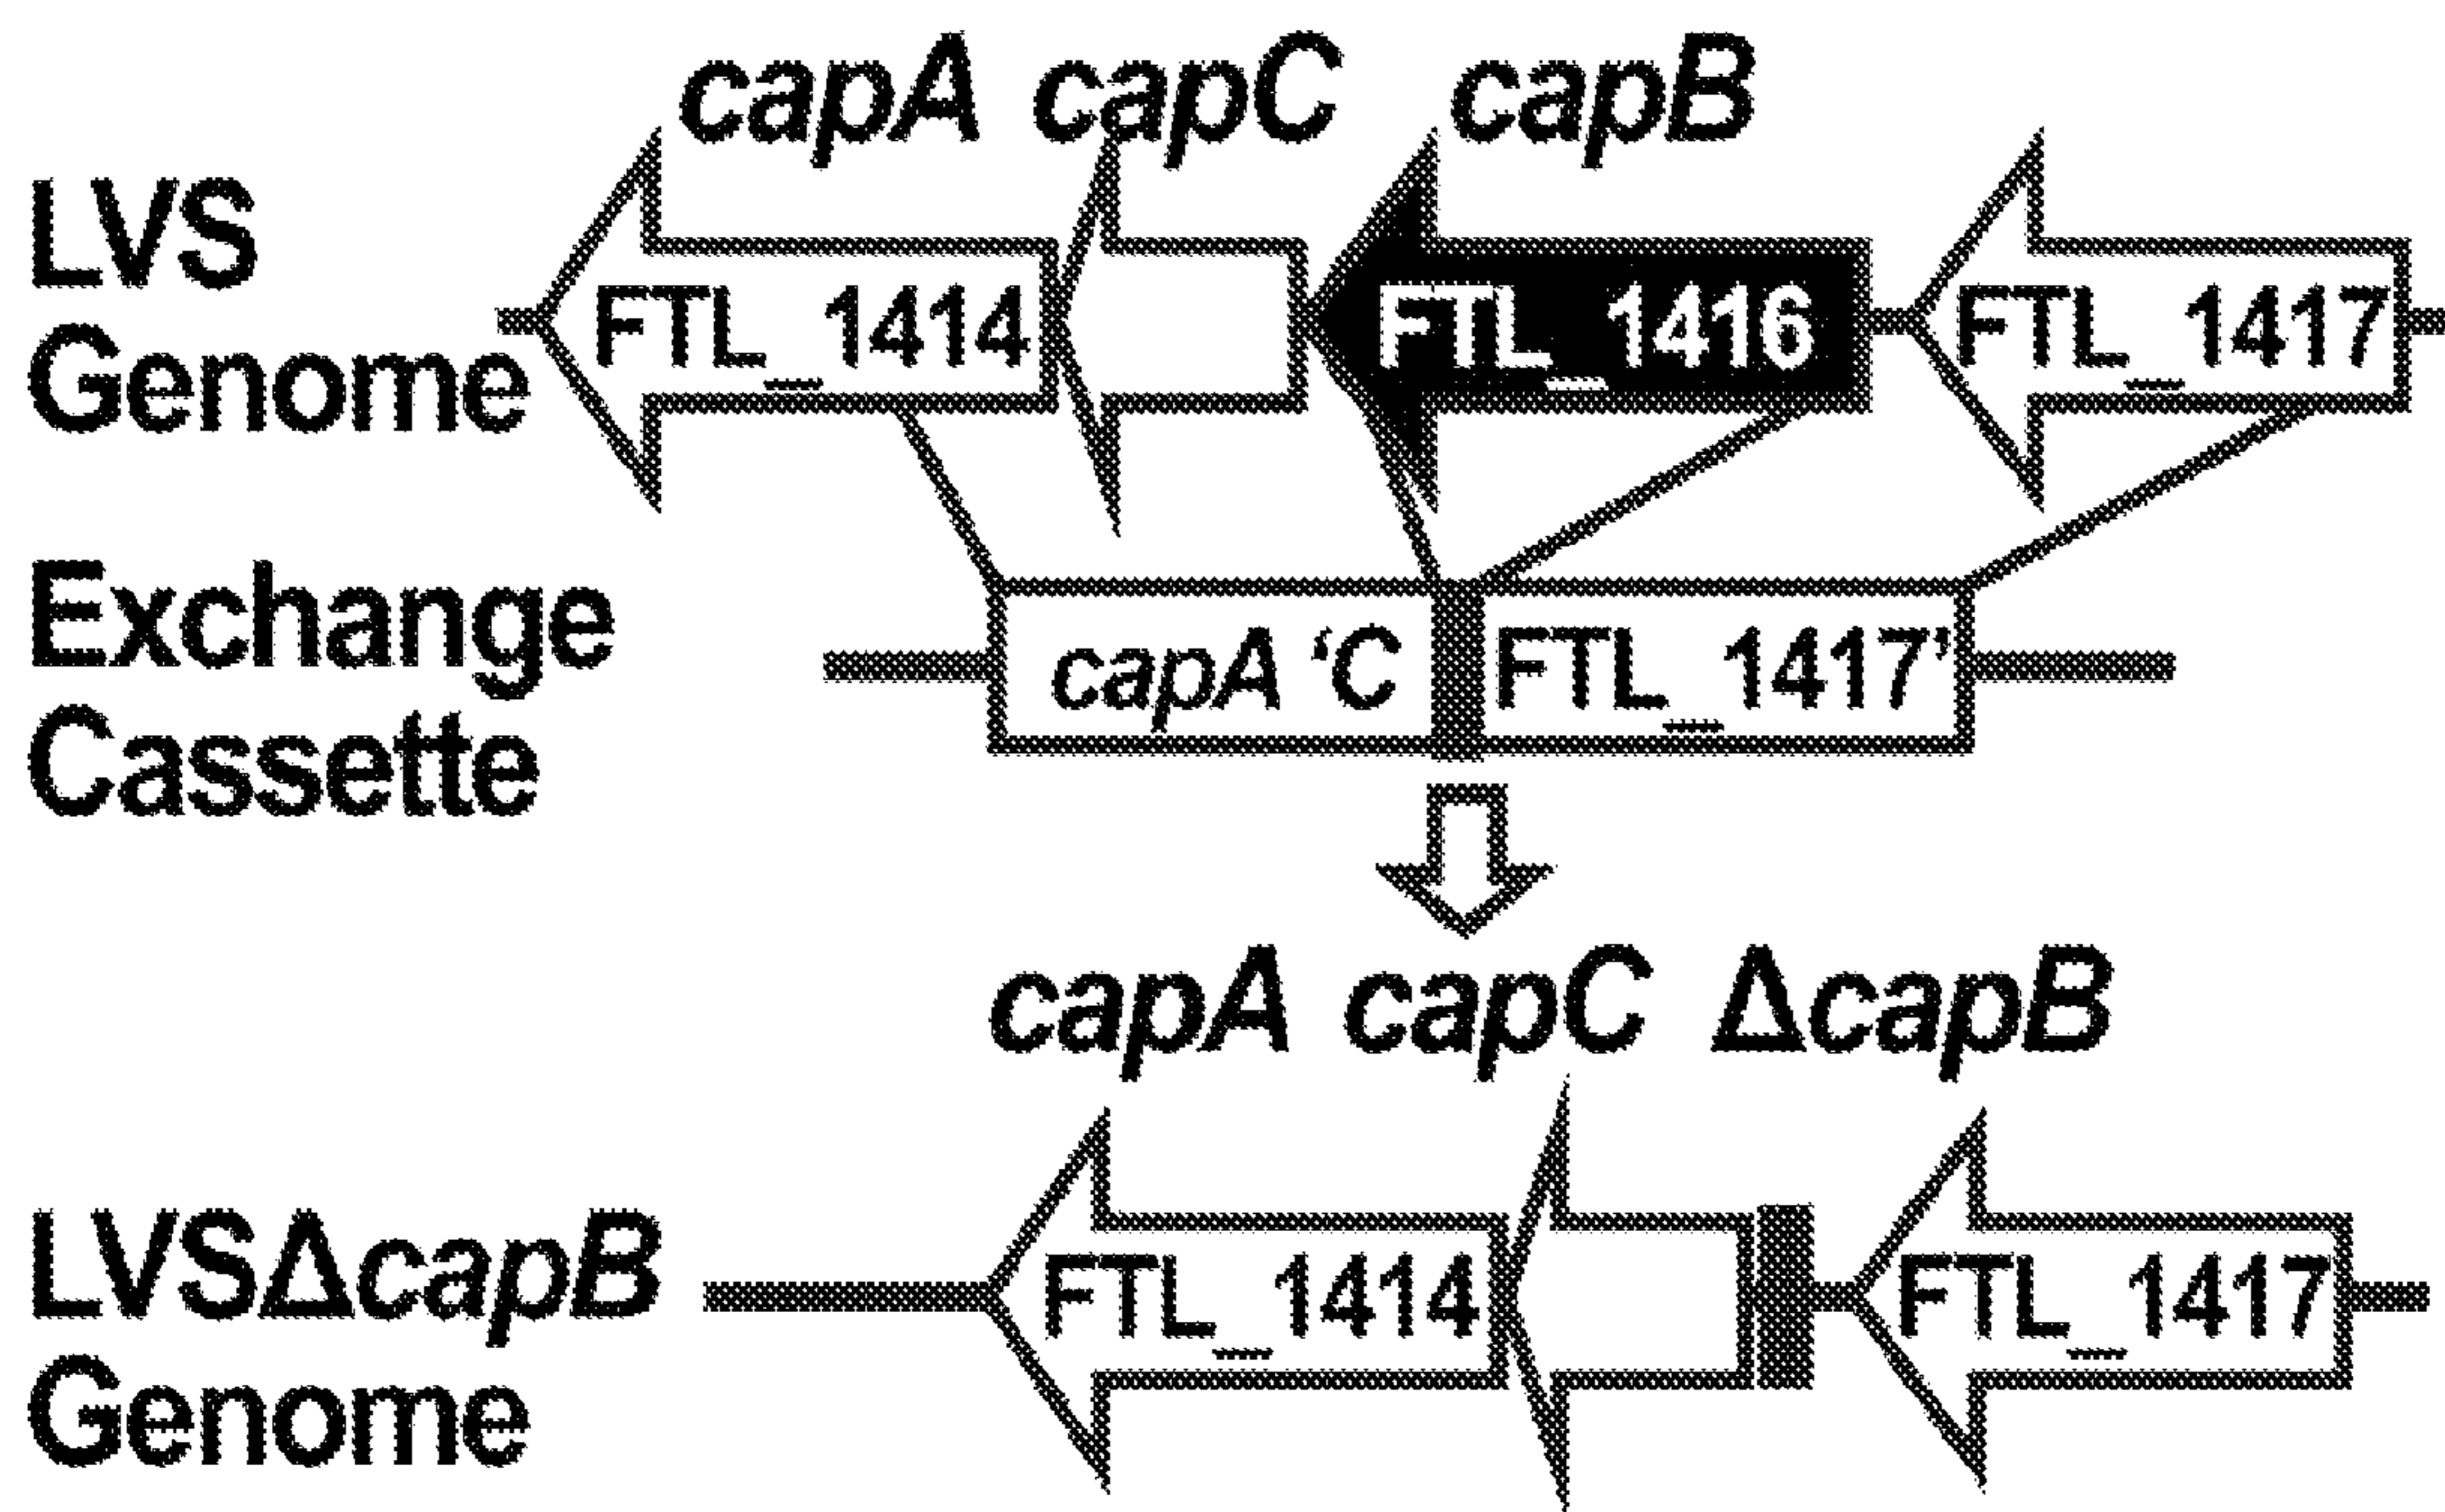 capA capC capB
LVS
Genome
FTL_1414 FTL_1416 FTL_1417
Exchange
Cassette
capA ‘C FTL_1417’
capA capC ΔcapB
LVSΔcapB
Genome
FTL_1414 FTL_1417